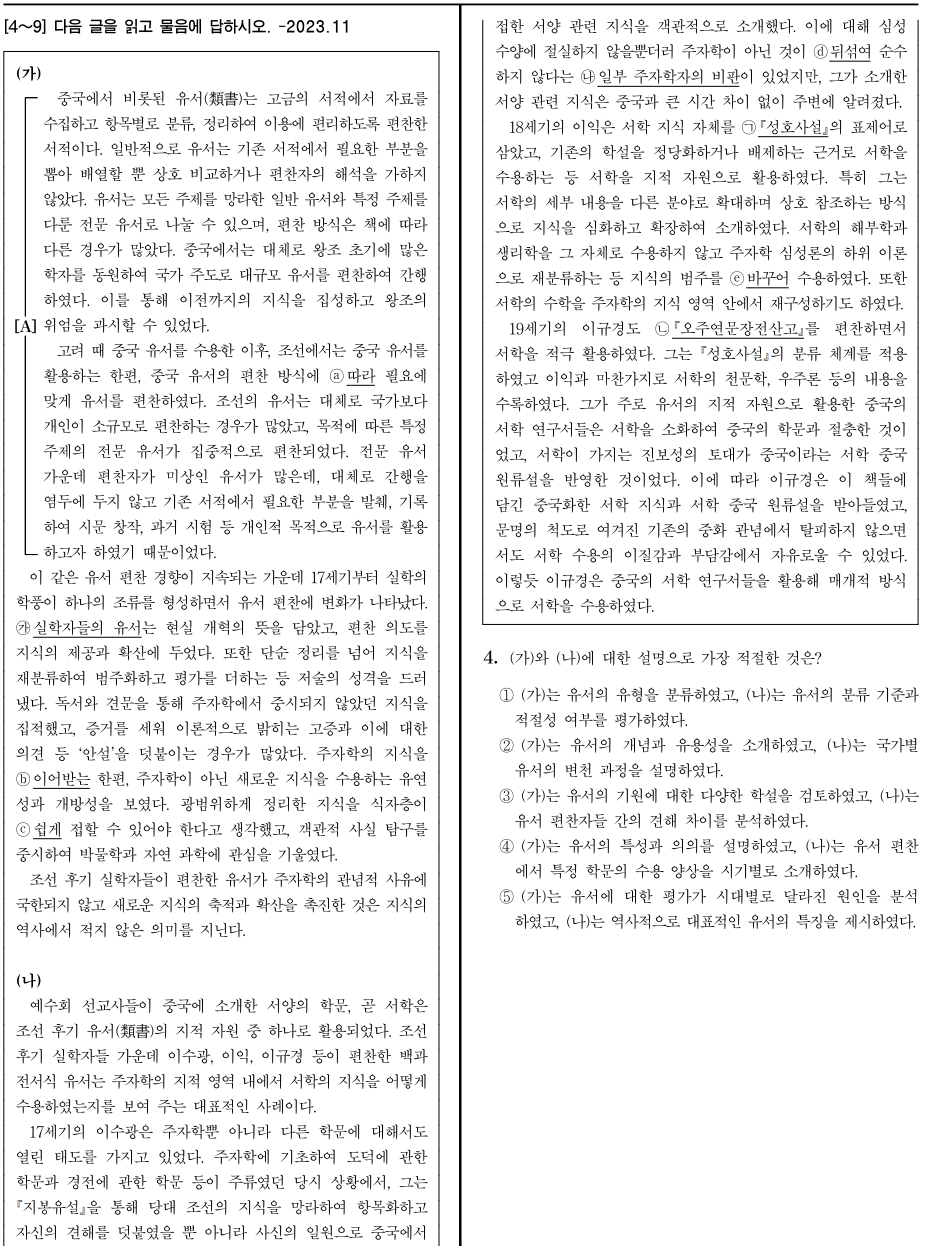 [4～9] 다음 글을 읽고 물음에 답하시오. -2023.11
(가)
중국에서 비롯된 유서(類書)는 고금의 서적에서 자료를
수집하고 항목별로 분류, 정리하여 이용에 편리하도록 편찬한
서적이다. 일반적으로 유서는 기존 서적에서 필요한 부분을
뽑아 배열할 뿐 상호 비교하거나 편찬자의 해석을 가하지
않았다. 유서는 모든 주제를 망라한 일반 유서와 특정 주제를
다룬 전문 유서로 나눌 수 있으며, 편찬 방식은 책에 따라
다른 경우가 많았다. 중국에서는 대체로 왕조 초기에 많은
학자를 동원하여 국가 주도로 대규모 유서를 편찬하여 간행
하였다. 이를 통해 이전까지의 지식을 집성하고 왕조의
[A] 위엄을 과시할 수 있었다.
고려 때 중국 유서를 수용한 이후, 조선에서는 중국 유서를
활용하는 한편, 중국 유서의 편찬 방식에 ⓐ따라 필요에
맞게 유서를 편찬하였다. 조선의 유서는 대체로 국가보다
개인이 소규모로 편찬하는 경우가 많았고, 목적에 따른 특정
주제의 전문 유서가 집중적으로 편찬되었다. 전문 유서
가운데 편찬자가 미상인 유서가 많은데, 대체로 간행을
염두에 두지 않고 기존 서적에서 필요한 부분을 발췌, 기록
하여 시문 창작, 과거 시험 등 개인적 목적으로 유서를 활용
하고자 하였기 때문이었다.
이 같은 유서 편찬 경향이 지속되는 가운데 17세기부터 실학의
학풍이 하나의 조류를 형성하면서 유서 편찬에 변화가 나타났다.
㉮실학자들의 유서는 현실 개혁의 뜻을 담았고, 편찬 의도를
지식의 제공과 확산에 두었다. 또한 단순 정리를 넘어 지식을
재분류하여 범주화하고 평가를 더하는 등 저술의 성격을 드러
냈다. 독서와 견문을 통해 주자학에서 중시되지 않았던 지식을
집적했고, 증거를 세워 이론적으로 밝히는 고증과 이에 대한
의견 등 ‘안설’을 덧붙이는 경우가 많았다. 주자학의 지식을
ⓑ이어받는 한편, 주자학이 아닌 새로운 지식을 수용하는 유연
성과 개방성을 보였다. 광범위하게 정리한 지식을 식자층이
ⓒ쉽게 접할 수 있어야 한다고 생각했고, 객관적 사실 탐구를
중시하여 박물학과 자연 과학에 관심을 기울였다.
조선 후기 실학자들이 편찬한 유서가 주자학의 관념적 사유에
국한되지 않고 새로운 지식의 축적과 확산을 촉진한 것은 지식의
역사에서 적지 않은 의미를 지닌다.
(나)
예수회 선교사들이 중국에 소개한 서양의 학문, 곧 서학은
조선 후기 유서(類書)의 지적 자원 중 하나로 활용되었다. 조선
후기 실학자들 가운데 이수광, 이익, 이규경 등이 편찬한 백과
전서식 유서는 주자학의 지적 영역 내에서 서학의 지식을 어떻게
수용하였는지를 보여 주는 대표적인 사례이다.
17세기의 이수광은 주자학뿐 아니라 다른 학문에 대해서도
열린 태도를 가지고 있었다. 주자학에 기초하여 도덕에 관한
학문과 경전에 관한 학문 등이 주류였던 당시 상황에서, 그는
『지봉유설』을 통해 당대 조선의 지식을 망라하여 항목화하고
자신의 견해를 덧붙였을 뿐 아니라 사신의 일원으로 중국에서
접한 서양 관련 지식을 객관적으로 소개했다. 이에 대해 심성
수양에 절실하지 않을뿐더러 주자학이 아닌 것이 ⓓ뒤섞여 순수
하지 않다는 ㉯일부 주자학자의 비판이 있었지만, 그가 소개한
서양 관련 지식은 중국과 큰 시간 차이 없이 주변에 알려졌다.
18세기의 이익은 서학 지식 자체를 ㉠『성호사설』의 표제어로
삼았고, 기존의 학설을 정당화하거나 배제하는 근거로 서학을
수용하는 등 서학을 지적 자원으로 활용하였다. 특히 그는
서학의 세부 내용을 다른 분야로 확대하며 상호 참조하는 방식
으로 지식을 심화하고 확장하여 소개하였다. 서학의 해부학과
생리학을 그 자체로 수용하지 않고 주자학 심성론의 하위 이론
으로 재분류하는 등 지식의 범주를 ⓔ바꾸어 수용하였다. 또한
서학의 수학을 주자학의 지식 영역 안에서 재구성하기도 하였다.
19세기의 이규경도 ㉡『오주연문장전산고』를 편찬하면서
서학을 적극 활용하였다. 그는 『성호사설』의 분류 체계를 적용
하였고 이익과 마찬가지로 서학의 천문학, 우주론 등의 내용을
수록하였다. 그가 주로 유서의 지적 자원으로 활용한 중국의
서학 연구서들은 서학을 소화하여 중국의 학문과 절충한 것이
었고, 서학이 가지는 진보성의 토대가 중국이라는 서학 중국
원류설을 반영한 것이었다. 이에 따라 이규경은 이 책들에
담긴 중국화한 서학 지식과 서학 중국 원류설을 받아들였고,
문명의 척도로 여겨진 기존의 중화 관념에서 탈피하지 않으면
서도 서학 수용의 이질감과 부담감에서 자유로울 수 있었다.
이렇듯 이규경은 중국의 서학 연구서들을 활용해 매개적 방식
으로 서학을 수용하였다.
4. (가)와 (나)에 대한 설명으로 가장 적절한 것은?
① (가)는 유서의 유형을 분류하였고, (나)는 유서의 분류 기준과
적절성 여부를 평가하였다.
② (가)는 유서의 개념과 유용성을 소개하였고, (나)는 국가별
유서의 변천 과정을 설명하였다.
③ (가)는 유서의 기원에 대한 다양한 학설을 검토하였고, (나)는
유서 편찬자들 간의 견해 차이를 분석하였다.
④ (가)는 유서의 특성과 의의를 설명하였고, (나)는 유서 편찬
에서 특정 학문의 수용 양상을 시기별로 소개하였다.
⑤ (가)는 유서에 대한 평가가 시대별로 달라진 원인을 분석
하였고, (나)는 역사적으로 대표적인 유서의 특징을 제시하였다.